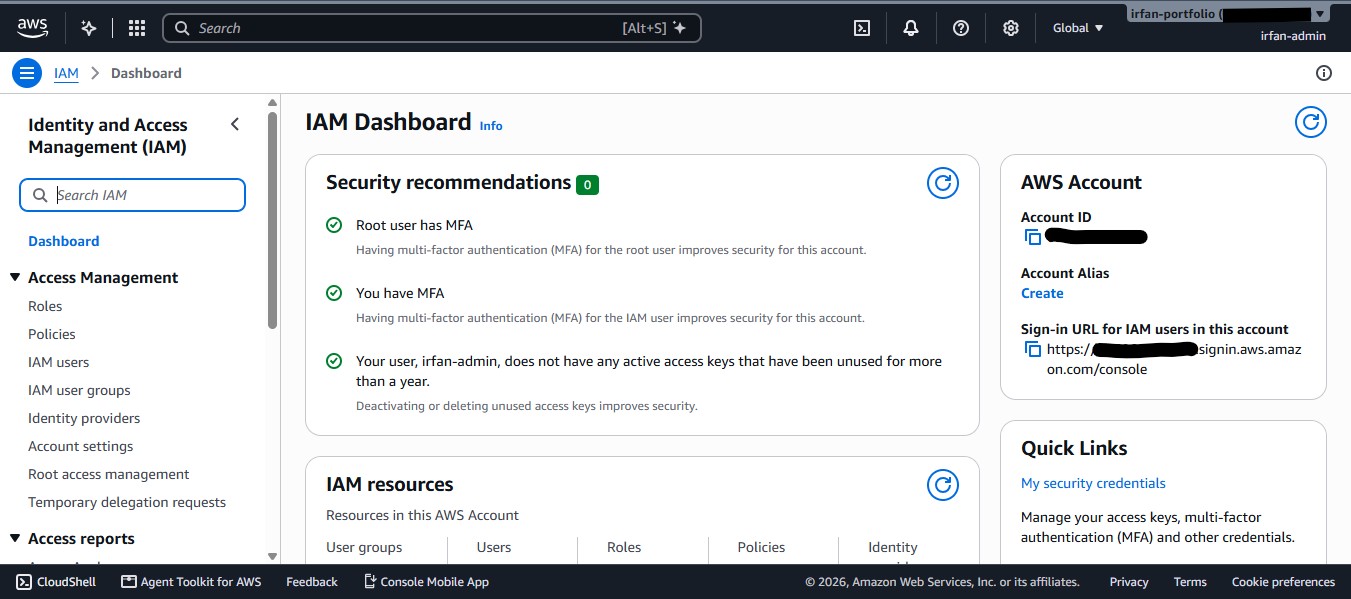 aws
Search
[Alt+S]
Global
irfan-portfolio (
irfan-admin
IAM
Dashboard
Identity and Access
Management (IAM)
Search IAM
Dashboard
Access Management
Roles
Policies
IAM users
IAM user groups
Identity providers
Account settings
Root access management
Temporary delegation requests
Access reports
IAM Dashboard Info
Security recommendations 0
Root user has MFA
Having multi-factor authentication (MFA) for the root user improves security for this account.
You have MFA
Having multi-factor authentication (MFA) for the IAM user improves security for this account.
Your user, irfan-admin, does not have any active access keys that have been unused for more
than a year.
Deactivating or deleting unused access keys improves security.
IAM resources
Resources in this AWS Account
User groups
Users
Roles
Policies
Identity
AWS Account
Account ID
Account Alias
Create
Sign-in URL for IAM users in this account
https://
signin.aws.amaz
on.com/console
Quick Links
My security credentials
Manage your access keys, multi-factor
authentication (MFA) and other credentials.
CloudShell
Agent Toolkit for AWS
Feedback
Console Mobile App
© 2026, Amazon Web Services, Inc. or its affiliates.
Privacy
Terms
Cookie preferences